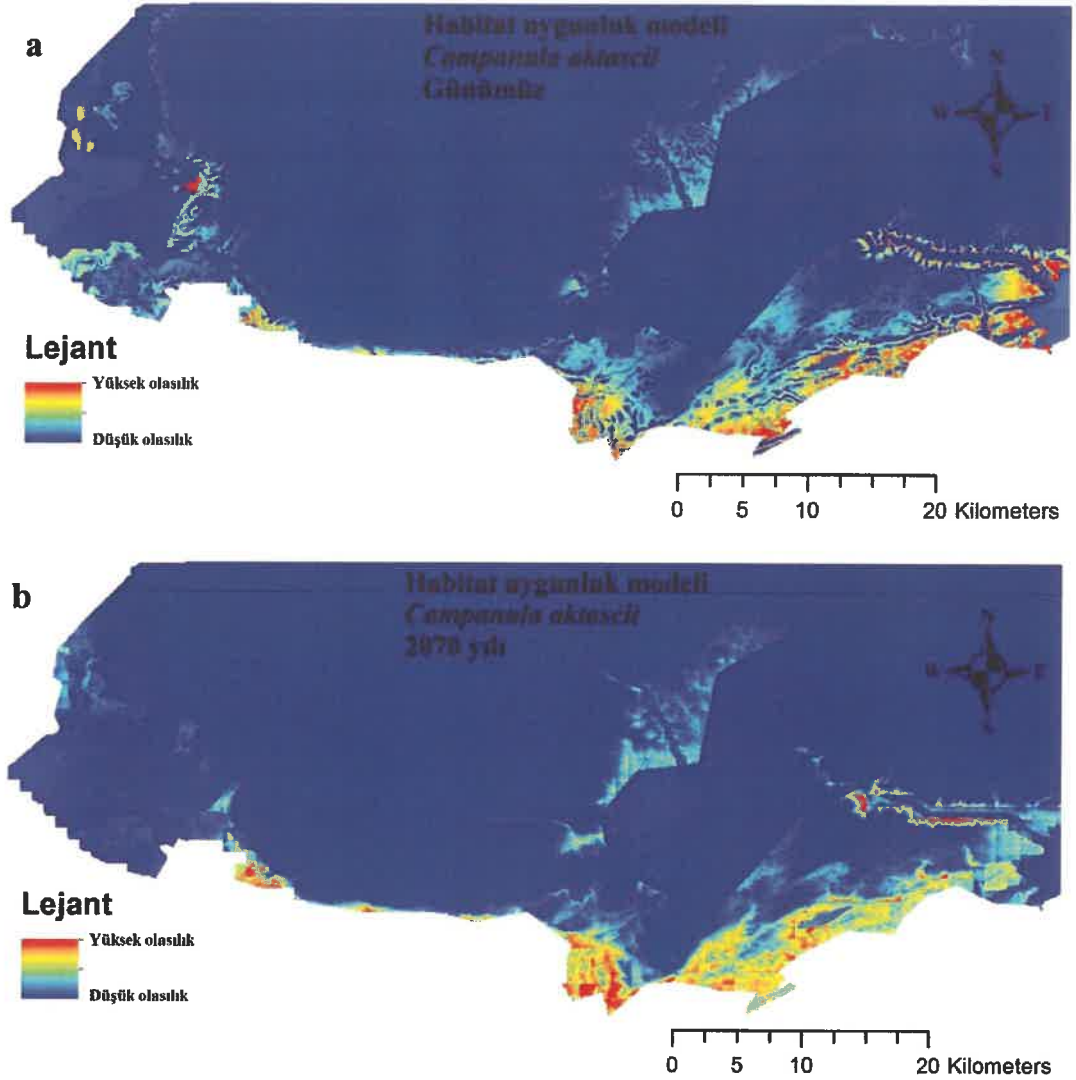 a
Habitat uygunluk modeli
Campanula aktascii
Günümüz
N
W
E
S
Lejant
Yüksek olasılık
Düşük olasılık
0 5 10 20 Kilometers
b
Habitat uygunluk modeli
Campanula aktascii
2070 yılı
N
W
E
S
Lejant
Yüksek olasılık
Düşük olasılık
0 5 10 20 Kilometers